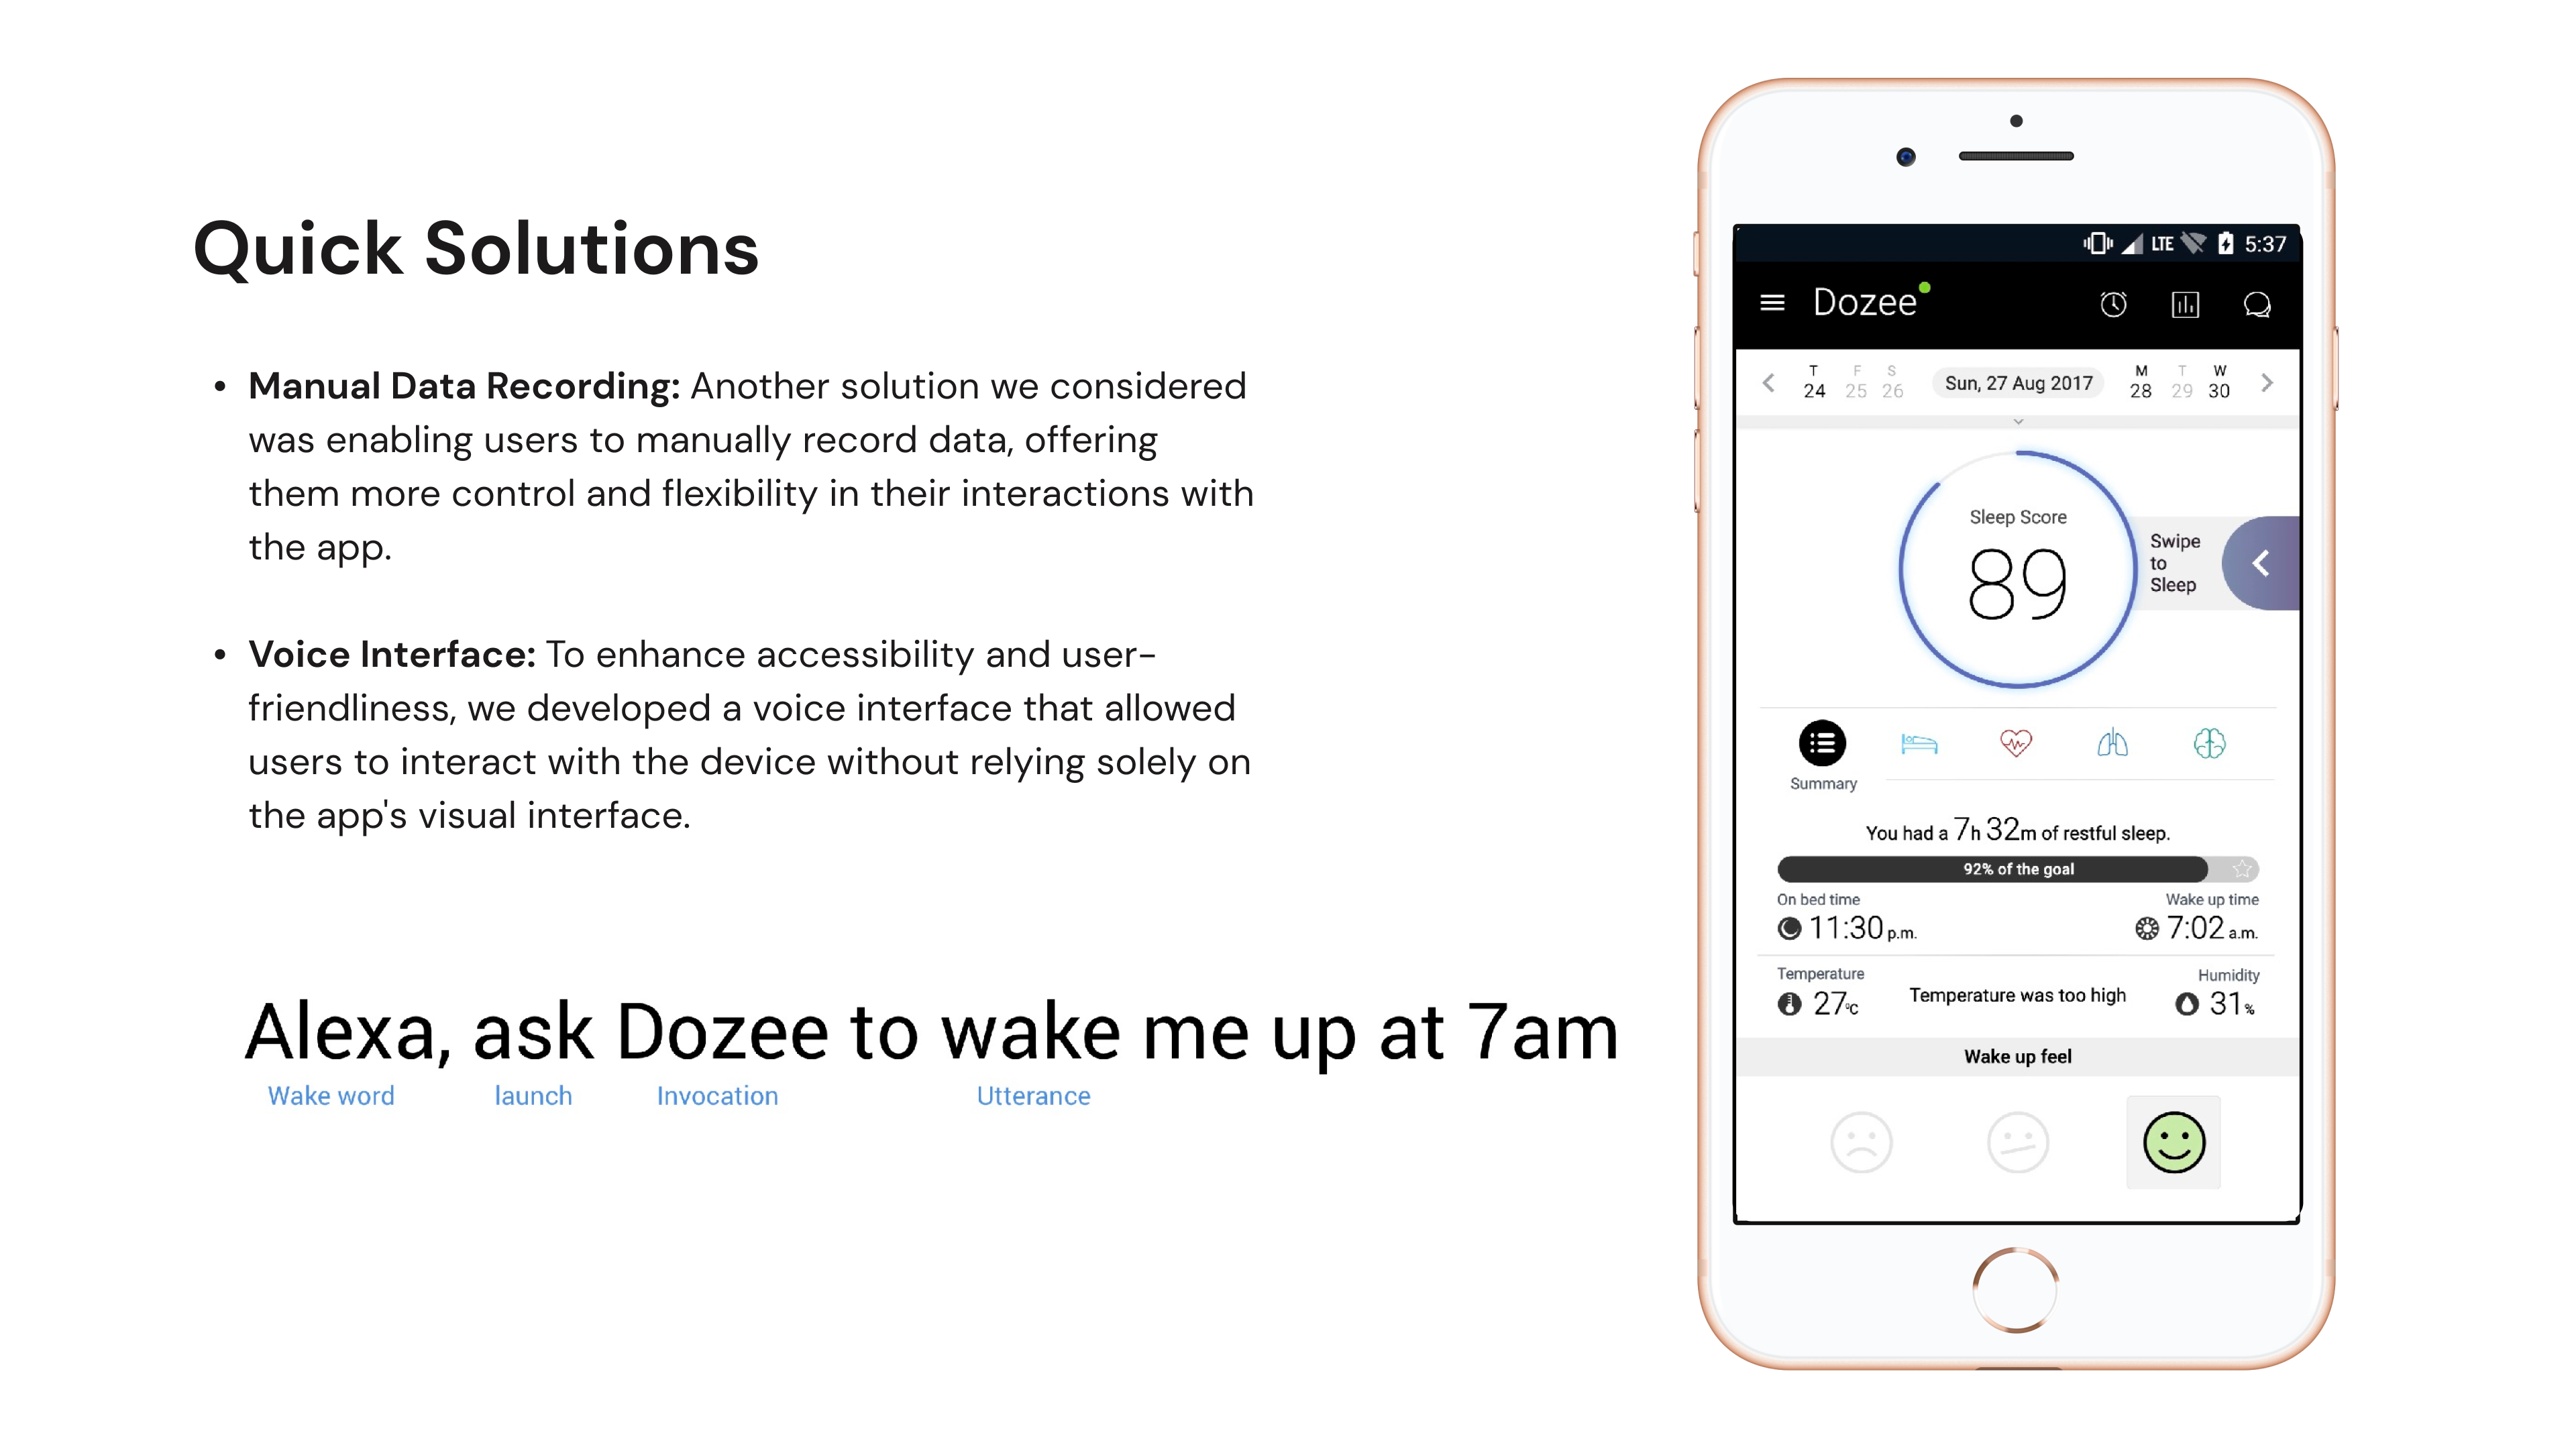 Quick Solutions
• Manual Data Recording: Another solution we considered
was enabling users to manually record data, offering
them more control and flexibility in their interactions with
the app.
• Voice Interface: To enhance accessibility and user-
friendliness, we developed a voice interface that allowed
users to interact with the device without relying solely on
the app's visual interface.
Alexa, ask Dozee to wake me up at 7am
Wake word launch Invocation Utterance
LTE 5:37
Dozee
T F S M T W
24 25 26 Sun, 27 Aug 2017 28 29 30
Sleep Score
89
Swipe
to
Sleep
Summary
You had a 7h 32m of restful sleep.
92% of the goal
On bed time Wake up time
11:30 p.m. 7:02 a.m.
Temperature Humidity
27°C Temperature was too high 31%
Wake up feel